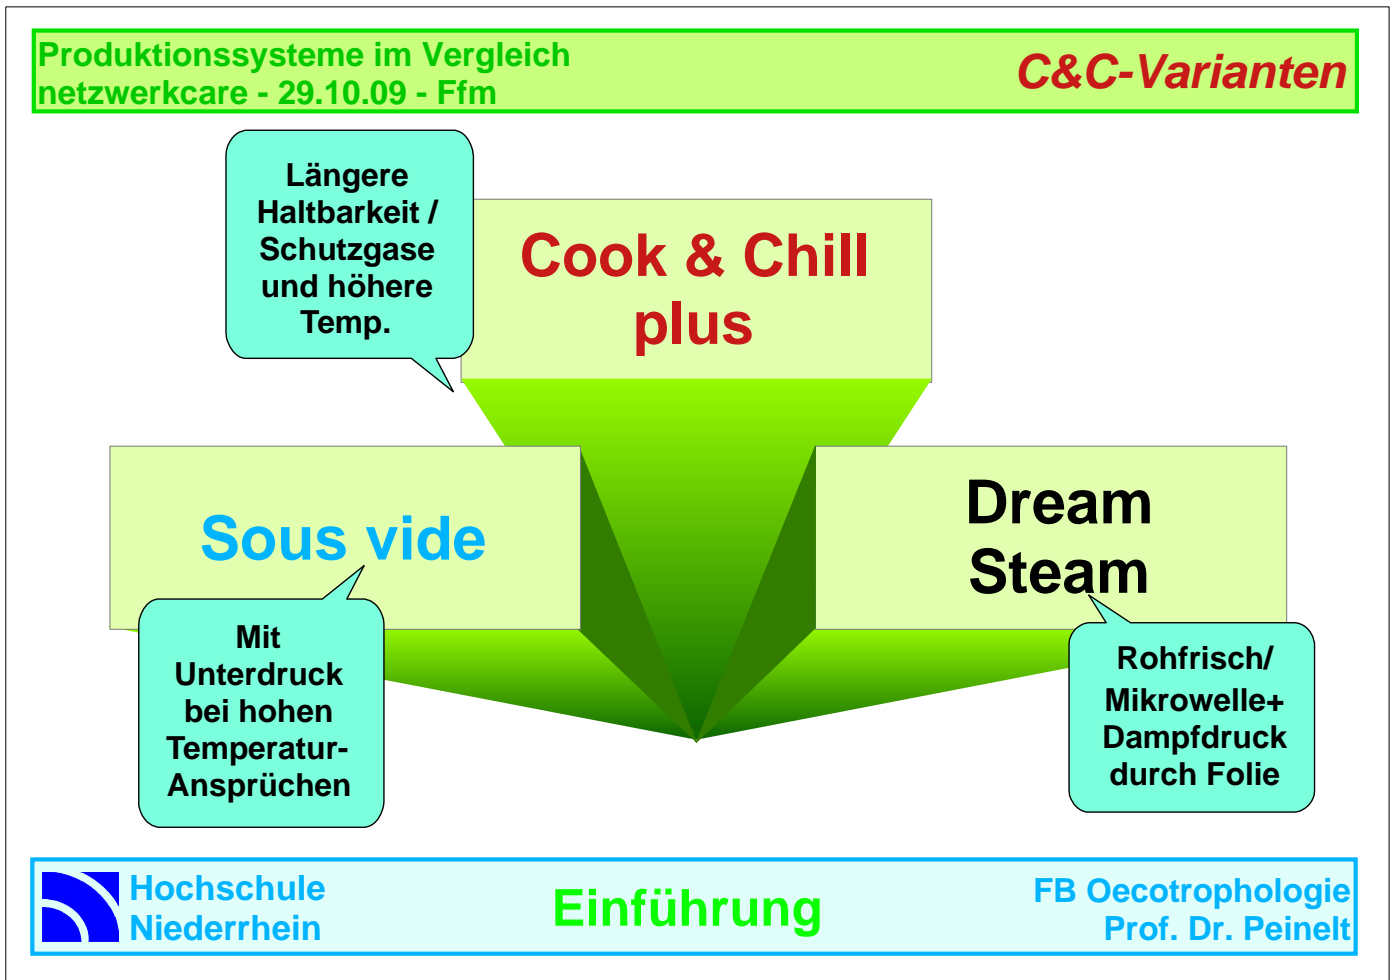 Produktionssysteme im Vergleich
netzwerkcare - 29.10.09 - Ffm
C&C-Varianten
Längere
Haltbarkeit /
Schutzgase
und höhere
Temp.
Cook & Chill
plus
Sous vide
Dream
Steam
Mit
Unterdruck
bei hohen
Temperatur-
Ansprüchen
Rohfrisch/
Mikrowelle+
Dampfdruck
durch Folie
Hochschule
Niederrhein
Einführung
FB Oecotrophologie
Prof. Dr. Peinelt